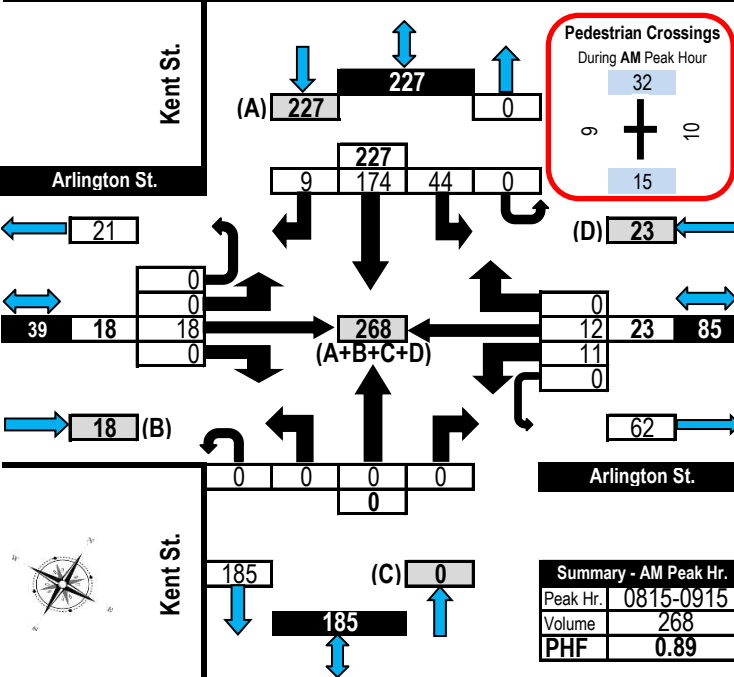 Kent St.
227
(A) 227 0
Pedestrian Crossings
During AM Peak Hour
32
9 10
15
227
9 174 44 0
Arlington St.
21
(D) 23
0
0
39 18 18
0
268
(A+B+C+D)
0
12 23 85
11
0
18 (B)
62
0 0 0 0
0
Arlington St.
Kent St.
185
(C) 0
185
Summary - AM Peak Hr.
Peak Hr. 0815-0915
Volume 268
PHF 0.89